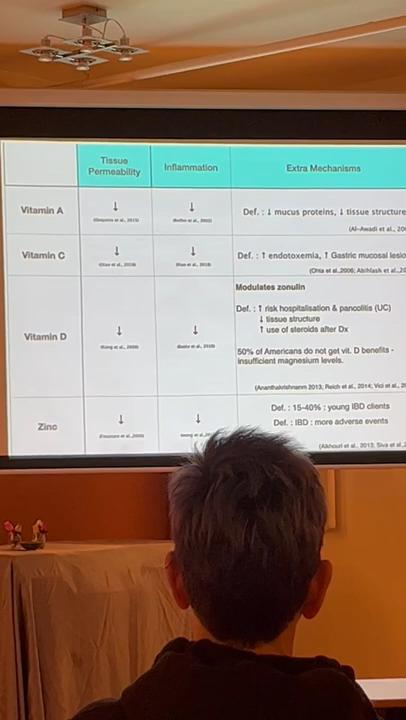 Tissue Permeability
Inflammation
Extra Mechanisms
Vitamin A
↓
↓
Def. : ↓ mucus proteins, ↓ tissue structure
(Al-Awadi et al., 20
Vitamin C
↓
↓
Def. : ↑ endotoxemia, ↑ Gastric mucosal lesio
(Ohta et al.,2006; Abihlash et al.,20
Vitamin D
↓
↓
Modulates zonulin
Def. : ↑ risk hospitalisation & pancolitis (UC)
↓ tissue structure
↑ use of steroids after Dx
50% of Americans do not get vit. D benefits -
insufficient magnesium levels.
(Ananthakrishnanm 2013; Reich et al., 2014; Vici et al., 20
Zinc
↓
↓
Def. : 15-40% : young IBD clients
Def. : IBD : more adverse events
(Alkhouri et al., 2013; Siva et al.,